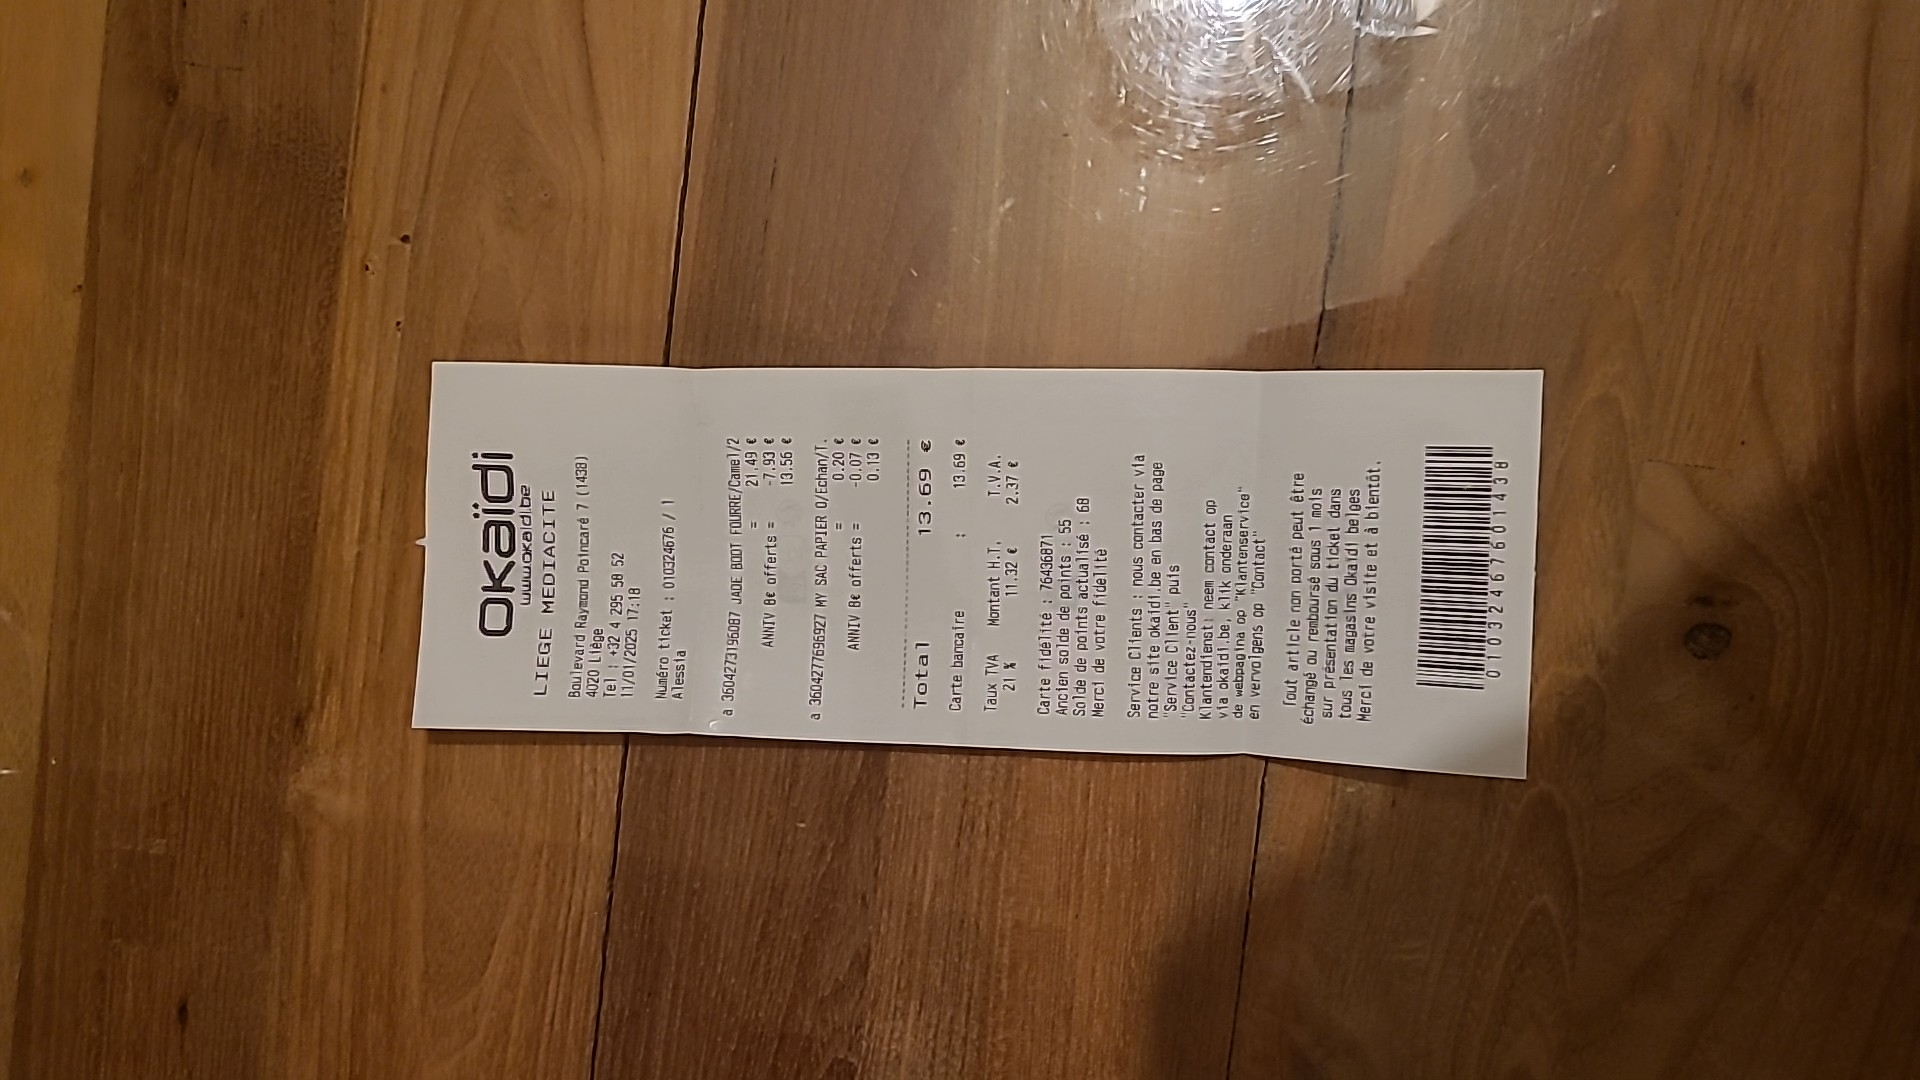 okaïdi
www.okaidi.be
LIEGE MEDIACITE
Boulevard Raymond Poincaré 7 (1438)
4020 Liège
Tel : +32 4 295 58 52
11/01/2025 17:18
Numéro ticket : 010324676 / 1
Alessia
a 3604273196087 JADE BOOT FOURRE/Camel/2
= 21,49 €
ANNIV 8€ offerts = -7,93 €
13,56 €
a 3604277696927 MY SAC PAPIER O/Echan/T.
= 0,20 €
ANNIV 8€ offerts = -0,07 €
0,13 €
Total 13.69 €
Carte bancaire : 13,69 €
Taux TVA Montant H.T. T.V.A.
21 % 11.32 € 2.37 €
Carte fidélité : 76436871
Ancien solde de points : 55
Solde de points actualisé : 68
Merci de votre fidelité
Service Clients : nous contacter via
notre site okaidi.be en bas de page
"Service Client" puis
"Contactez-nous"
Klantendienst: neem contact op
via okaidi.be, klik onderaan
de webpagina op "Klantenservice"
en vervolgens op "Contact"
Tout article non porté peut être
échangé ou remboursé sous 1 mois
sur présentation du ticket dans
tous les magasins Okaïdi belges
Merci de votre visite et à bientôt.
0103246760 1438